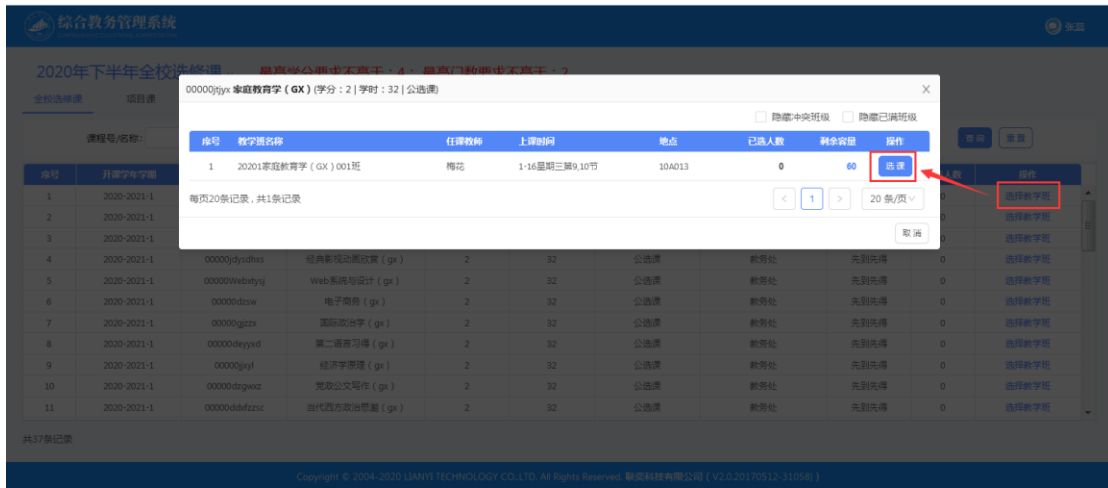 综合教务管理系统
张蕊
2020年下半年全校选修课
最高学分要求不高于：4； 最高门数要求不高于：2
00000jtjyx 家庭教育学（GX）(学分：2 | 学时：32 | 公选课)
全校选修课 项目课
隐藏冲突班级 隐藏已满班级
课程号/名称: 查询 重置
序号 教学班名称 任课教师 上课时间 地点 已选人数 剩余容量 操作
1 20201家庭教育学（GX）001班 梅花 1-16星期三第9,10节 10A013 0 60 选课
每页20条记录，共1条记录 < 1 > 20 条/页
取消
序号 开课学年学期 人数 操作
1 2020-2021-1 0 选择教学班
2 2020-2021-1 0 选择教学班
3 2020-2021-1 0 选择教学班
4 2020-2021-1 00000jdysdhxs 经典影视动画欣赏（gx） 2 32 公选课 教务处 先到先得 0 选择教学班
5 2020-2021-1 00000Webxtysj Web系统与设计（gx） 2 32 公选课 教务处 先到先得 0 选择教学班
6 2020-2021-1 00000dzsw 电子商务（gx） 2 32 公选课 教务处 先到先得 0 选择教学班
7 2020-2021-1 00000gjzzx 国际政治学（gx） 2 32 公选课 教务处 先到先得 0 选择教学班
8 2020-2021-1 00000deyyxd 第二语言习得（gx） 2 32 公选课 教务处 先到先得 0 选择教学班
9 2020-2021-1 00000jjxyl 经济学原理（gx） 2 32 公选课 教务处 先到先得 0 选择教学班
10 2020-2021-1 00000dzgwxz 党政公文写作（gx） 2 32 公选课 教务处 先到先得 0 选择教学班
11 2020-2021-1 00000ddxfzzsc 当代西方政治思潮（gx） 2 32 公选课 教务处 先到先得 0 选择教学班
共37条记录
Copyright © 2004-2020 LIANYI TECHNOLOGY CO.,LTD. All Rights Reserved. 联奕科技有限公司（V2.0.20170512-31058）